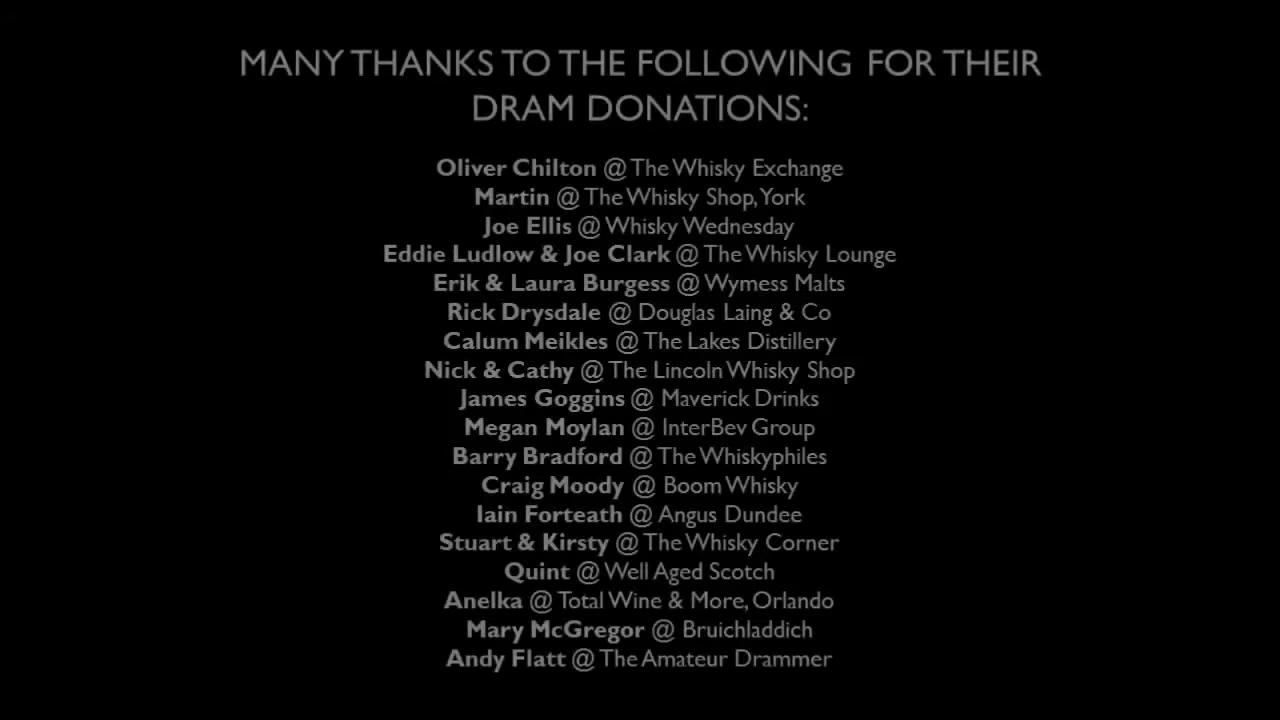 MANY THANKS TO THE FOLLOWING FOR THEIR
DRAM DONATIONS:
Oliver Chilton @ The Whisky Exchange
Martin @ The Whisky Shop, York
Joe Ellis @ Whisky Wednesday
Eddie Ludlow & Joe Clark @ The Whisky Lounge
Erik & Laura Burgess @ Wymess Malts
Rick Drysdale @ Douglas Laing & Co
Calum Meikles @ The Lakes Distillery
Nick & Cathy @ The Lincoln Whisky Shop
James Goggins @ Maverick Drinks
Megan Moylan @ InterBev Group
Barry Bradford @ The Whiskyphiles
Craig Moody @ Boom Whisky
Iain Forteath @ Angus Dundee
Stuart & Kirsty @ The Whisky Corner
Quint @ Well Aged Scotch
Anelka @ Total Wine & More, Orlando
Mary McGregor @ Bruichladdich
Andy Flatt @ The Amateur Drammer